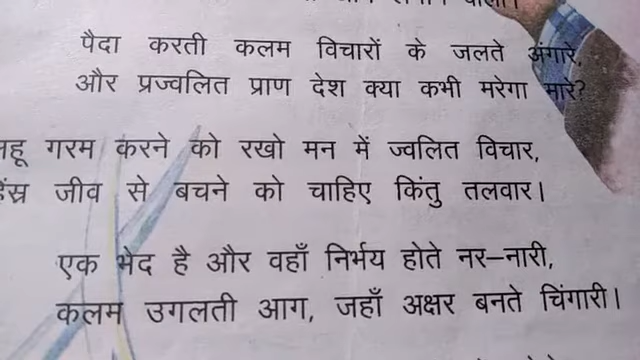 पैदा करती कलम विचारों के जलते अंगारे,
और प्रज्वलित प्राण देश क्या कभी मरेगा मारे?
गरम करने को रखो मन में ज्वलित विचार,
जीव से बचने को चाहिए किंतु तलवार।
एक भेद है और वहाँ निर्भय होते नर–नारी,
कलम उगलती आग, जहाँ अक्षर बनते चिंगारी।